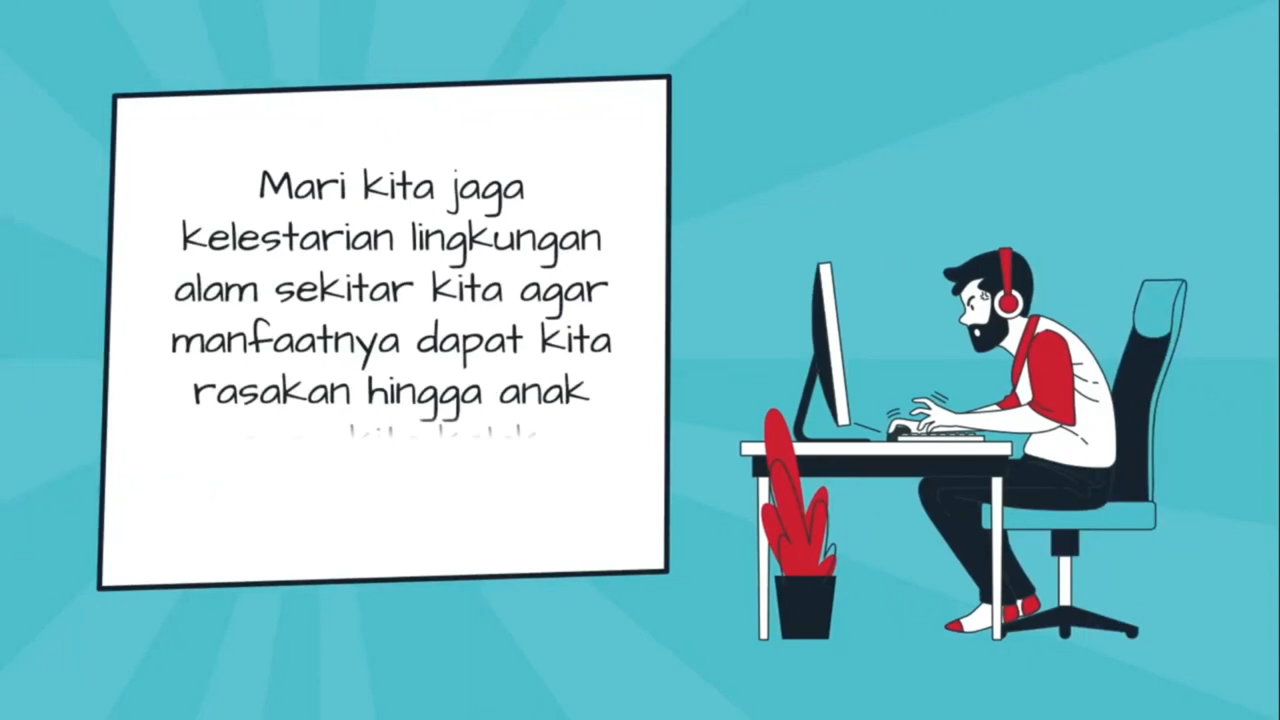 Mari kita jaga
kelestarian lingkungan
alam sekitar kita agar
manfaatnya dapat kita
rasakan hingga anak